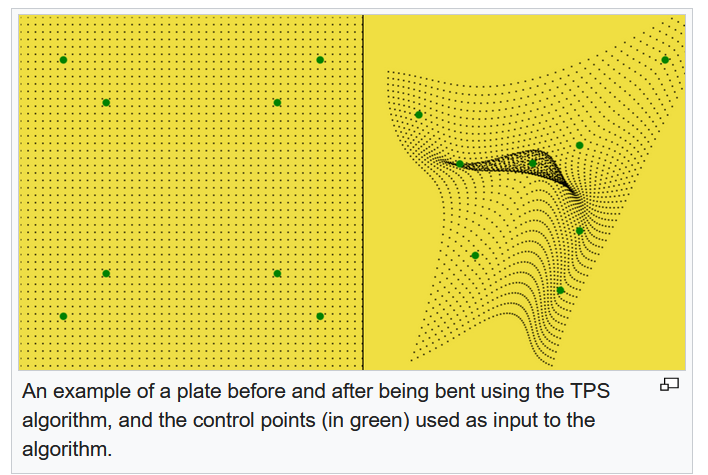 An example of a plate before and after being bent using the TPS
algorithm, and the control points (in green) used as input to the
algorithm.